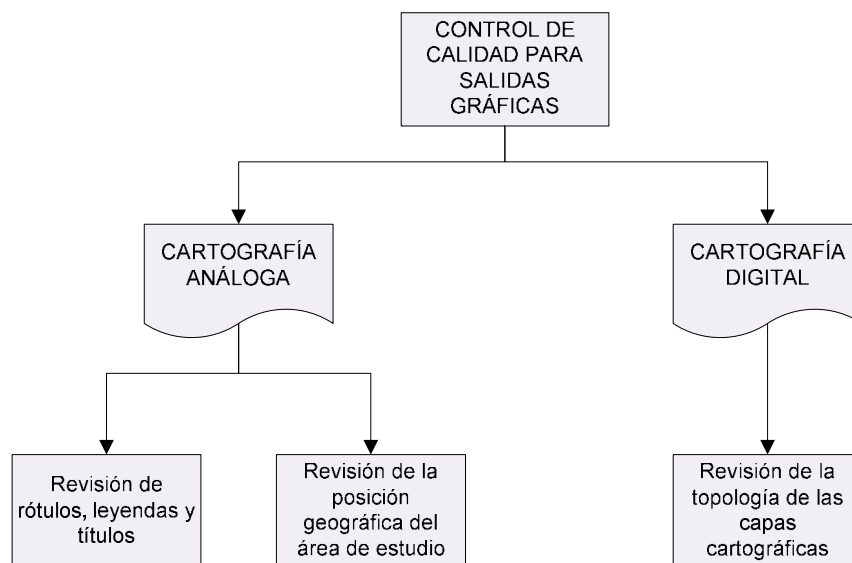 CONTROL DE
CALIDAD PARA
SALIDAS
GRÁFICAS
CARTOGRAFÍA
ANÁLOGA
CARTOGRAFÍA
DIGITAL
Revisión de
rótulos, leyendas y
títulos
Revisión de la
posición
geográfica del
área de estudio
Revisión de la
topología de las
capas
cartográficas